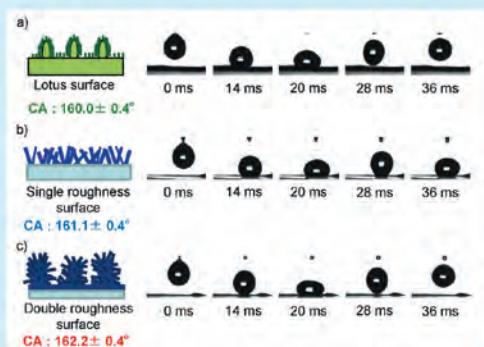 a)
Lotus surface
CA : 160.0± 0.4°
0 ms 14 ms 20 ms 28 ms 36 ms
b)
Single roughness
surface
CA : 161.1± 0.4°
0 ms 14 ms 20 ms 28 ms 36 ms
c)
Double roughness
surface
CA : 162.2± 0.4°
0 ms 14 ms 20 ms 28 ms 36 ms